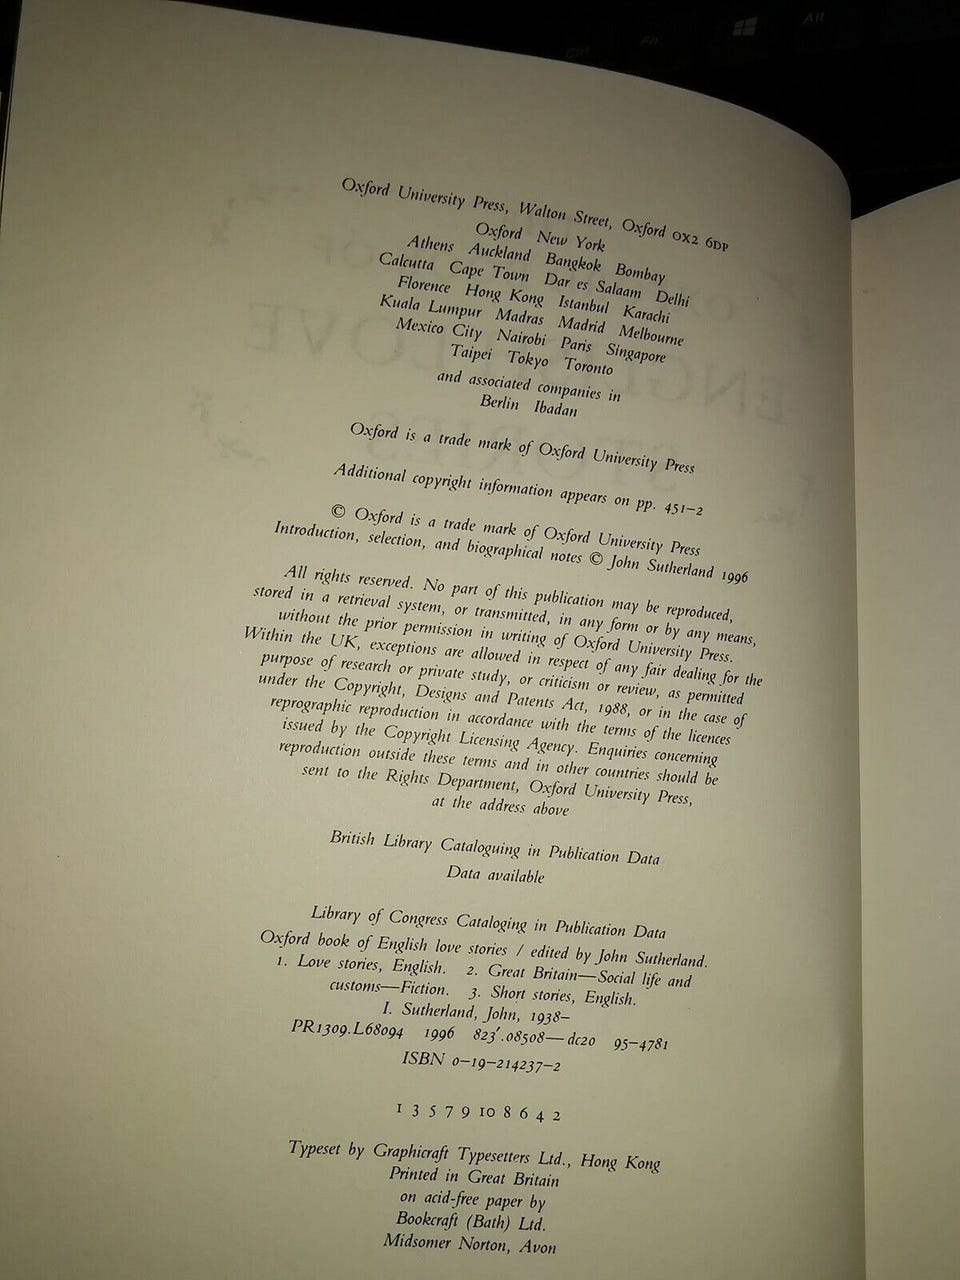 Ctrl Fn Alt
Oxford University Press, Walton Street, Oxford OX2 6DP
Oxford New York
Athens Auckland Bangkok Bombay
Calcutta Cape Town Dar es Salaam Delhi
Florence Hong Kong Istanbul Karachi
Kuala Lumpur Madras Madrid Melbourne
Mexico City Nairobi Paris Singapore
Taipei Tokyo Toronto
and associated companies in
Berlin Ibadan
Oxford is a trade mark of Oxford University Press
Additional copyright information appears on pp. 451–2
© Oxford is a trade mark of Oxford University Press
Introduction, selection, and biographical notes © John Sutherland 1996
All rights reserved. No part of this publication may be reproduced,
stored in a retrieval system, or transmitted, in any form or by any means,
without the prior permission in writing of Oxford University Press.
Within the UK, exceptions are allowed in respect of any fair dealing for the
purpose of research or private study, or criticism or review, as permitted
under the Copyright, Designs and Patents Act, 1988, or in the case of
reprographic reproduction in accordance with the terms of the licences
issued by the Copyright Licensing Agency. Enquiries concerning
reproduction outside these terms and in other countries should be
sent to the Rights Department, Oxford University Press,
at the address above
British Library Cataloguing in Publication Data
Data available
Library of Congress Cataloging in Publication Data
Oxford book of English love stories / edited by John Sutherland.
1. Love stories, English. 2. Great Britain—Social life and
customs—Fiction. 3. Short stories, English.
I. Sutherland, John, 1938–
PR1309.L68094 1996 823′.08508—dc20 95–4781
ISBN 0–19–214237–2
1 3 5 7 9 10 8 6 4 2
Typeset by Graphicraft Typesetters Ltd., Hong Kong
Printed in Great Britain
on acid-free paper by
Bookcraft (Bath) Ltd.
Midsomer Norton, Avon